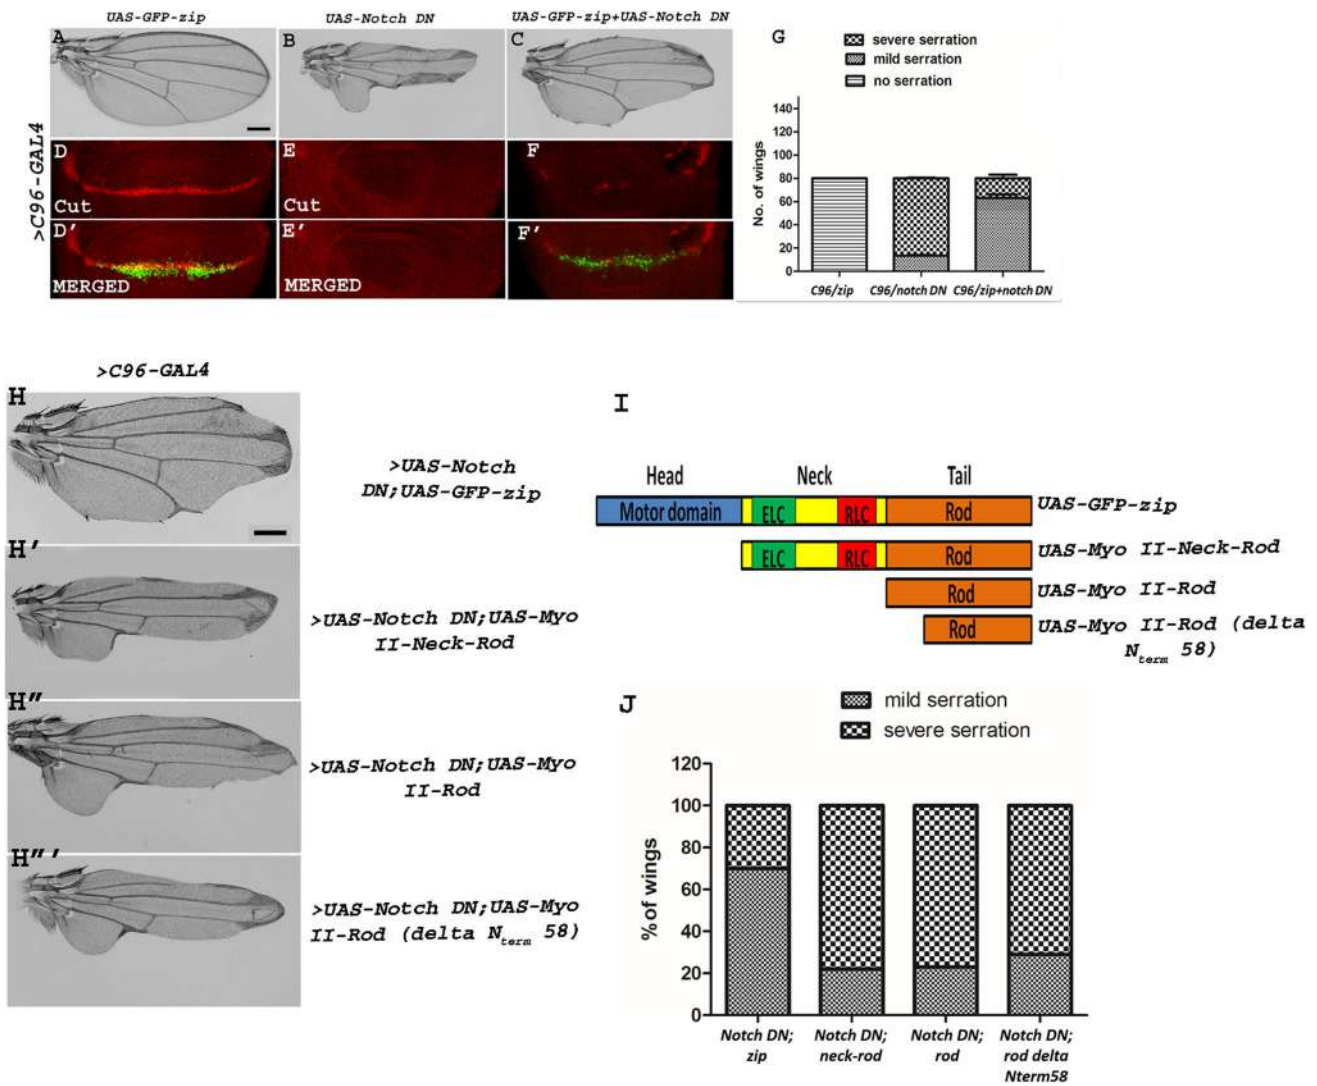 UAS-GFP-zip
UAS-Notch DN
UAS-GFP-zip+UAS-Notch DN
>C96-GAL4
A
B
C
D
Cut
E
Cut
F
D'
MERGED
E'
MERGED
F'
G
severe serration
mild serration
no serration
No. of wings
140
120
100
80
60
40
20
0
C96/zip
C96/notch DN
C96/zip+notch DN
>C96-GAL4
H
>UAS-Notch
DN;UAS-GFP-zip
H'
>UAS-Notch DN;UAS-Myo
II-Neck-Rod
H"
>UAS-Notch DN;UAS-Myo
II-Rod
H"'
>UAS-Notch DN;UAS-Myo
II-Rod (delta Nterm 58)
I
Head Neck Tail
Motor domain ELC RLC Rod UAS-GFP-zip
ELC RLC Rod UAS-Myo II-Neck-Rod
Rod UAS-Myo II-Rod
Rod UAS-Myo II-Rod (delta
Nterm 58)
J
mild serration
severe serration
% of wings
120
100
80
60
40
20
0
Notch DN;
zip
Notch DN;
neck-rod
Notch DN;
rod
Notch DN;
rod delta
Nterm58